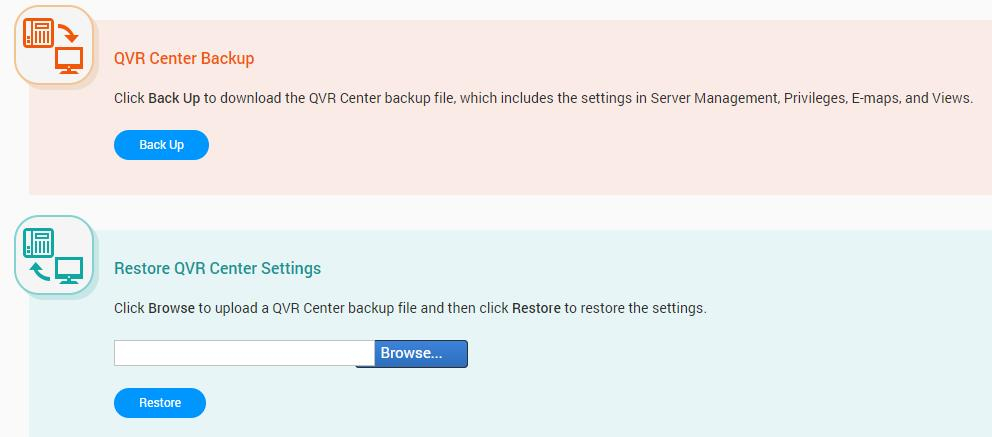 QVR Center Backup
Click Back Up to download the QVR Center backup file, which includes the settings in Server Management, Privileges, E-maps, and Views.
Back Up
Restore QVR Center Settings
Click Browse to upload a QVR Center backup file and then click Restore to restore the settings.
Browse...
Restore